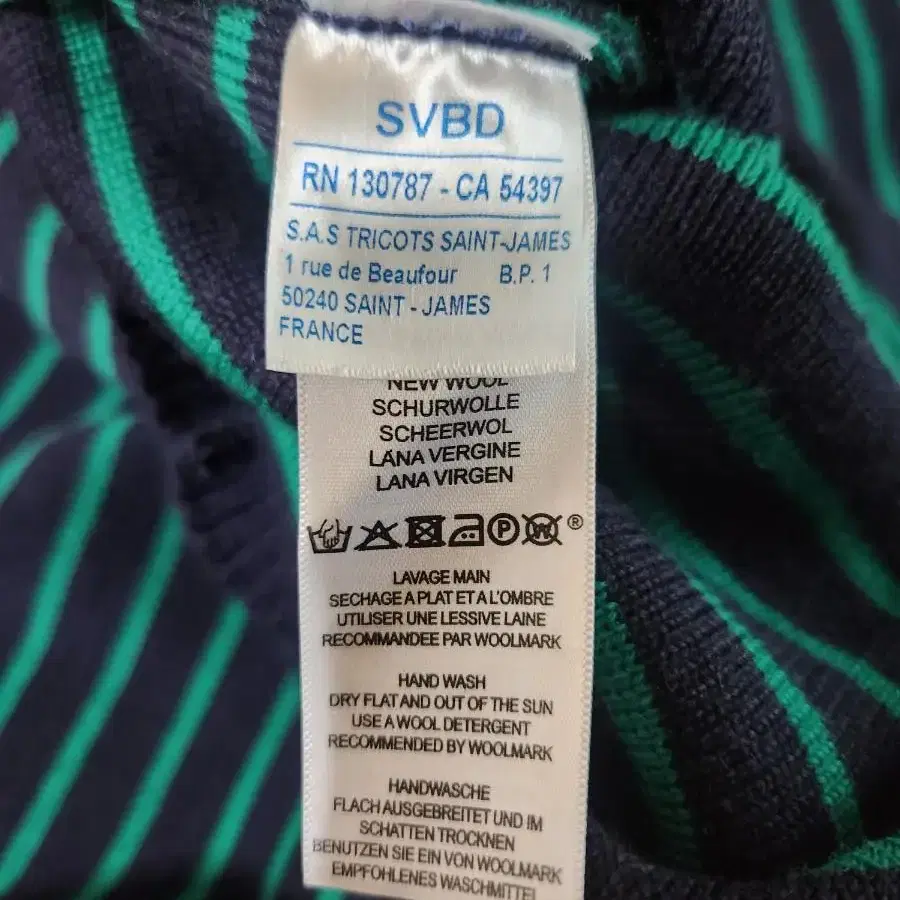 SVBD
RN 130787 - CA 54397
S.A.S TRICOTS SAINT-JAMES
1 rue de Beaufour B.P. 1
50240 SAINT - JAMES
FRANCE
NEW WOOL
SCHURWOLLE
SCHEERWOL
LANA VERGINE
LANA VIRGEN
P W ®
LAVAGE MAIN
SECHAGE A PLAT ET A L'OMBRE
UTILISER UNE LESSIVE LAINE
RECOMMANDEE PAR WOOLMARK
HAND WASH
DRY FLAT AND OUT OF THE SUN
USE A WOOL DETERGENT
RECOMMENDED BY WOOLMARK
HANDWASCHE
FLACH AUSGEBREITET UND IM
SCHATTEN TROCKNEN
BENUTZEN SIE EIN VON WOOLMARK
EMPFOHLENES WASCHMITTEL